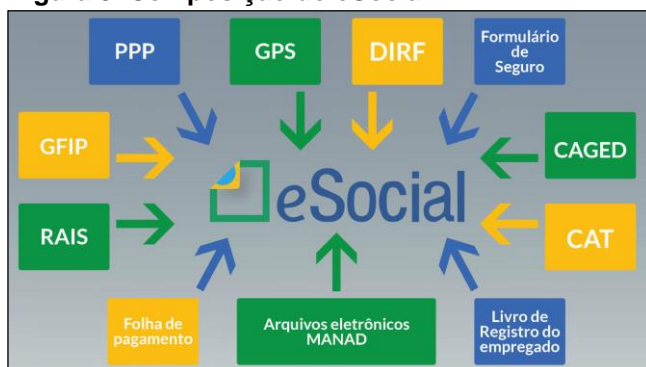 PPP
GPS
DIRF
Formulário
de
Seguro
GFIP
CAGED
eSocial
RAIS
CAT
Folha de
pagamento
Arquivos eletrônicos
MANAD
Livro de
Registro do
empregado